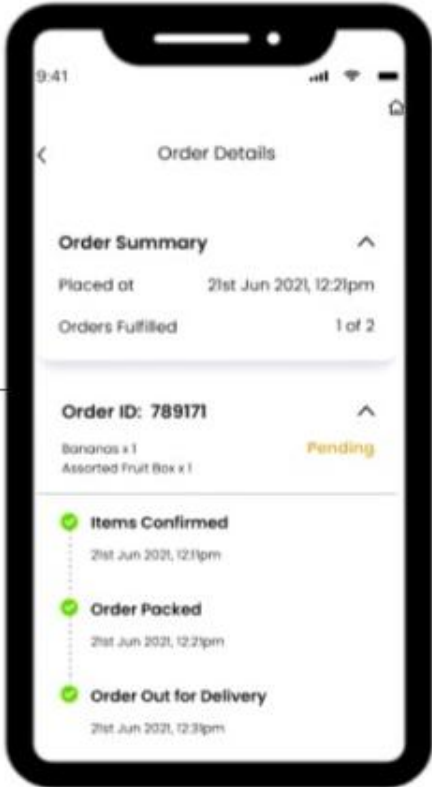 9:41
Order Details
Order Summary
Placed at 21st Jun 2021, 12:21pm
Orders Fulfilled 1 of 2
Order ID: 789171
Bananas x 1 Pending
Assorted Fruit Box x 1
Items Confirmed
21st Jun 2021, 12:11pm
Order Packed
21st Jun 2021, 12:21pm
Order Out for Delivery
21st Jun 2021, 12:31pm